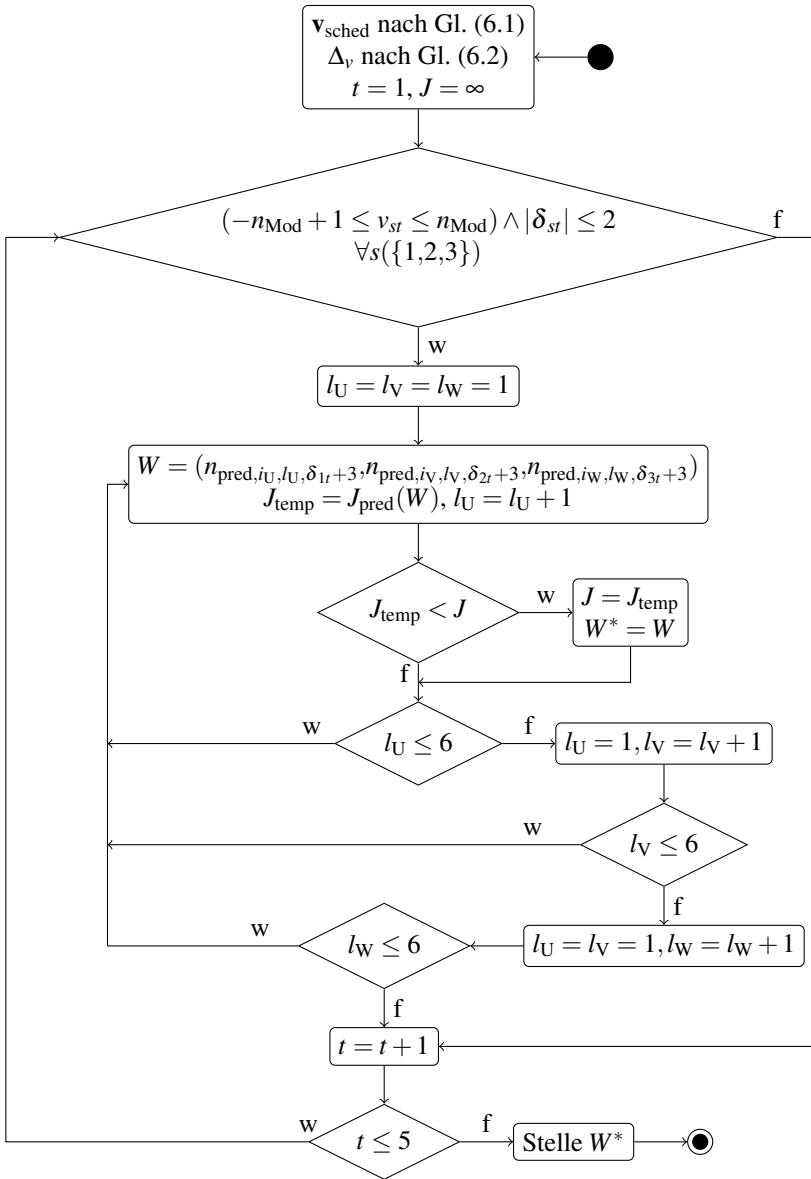 𝐯_sched nach Gl. (6.1)
Δ_v nach Gl. (6.2)
t = 1, J = ∞
(−n_Mod + 1 ≤ v_st ≤ n_Mod) ∧ |δ_st| ≤ 2
∀s({1,2,3})
f
w
l_U = l_V = l_W = 1
W = (n_pred,i_U,l_U,δ_1t+3,n_pred,i_V,l_V,δ_2t+3,n_pred,i_W,l_W,δ_3t+3)
J_temp = J_pred(W), l_U = l_U + 1
J_temp < J
w
J = J_temp
W* = W
f
w
l_U ≤ 6
f
l_U = 1, l_V = l_V + 1
w
l_V ≤ 6
f
w
l_W ≤ 6
l_U = l_V = 1, l_W = l_W + 1
f
t = t + 1
w
t ≤ 5
f
Stelle W*